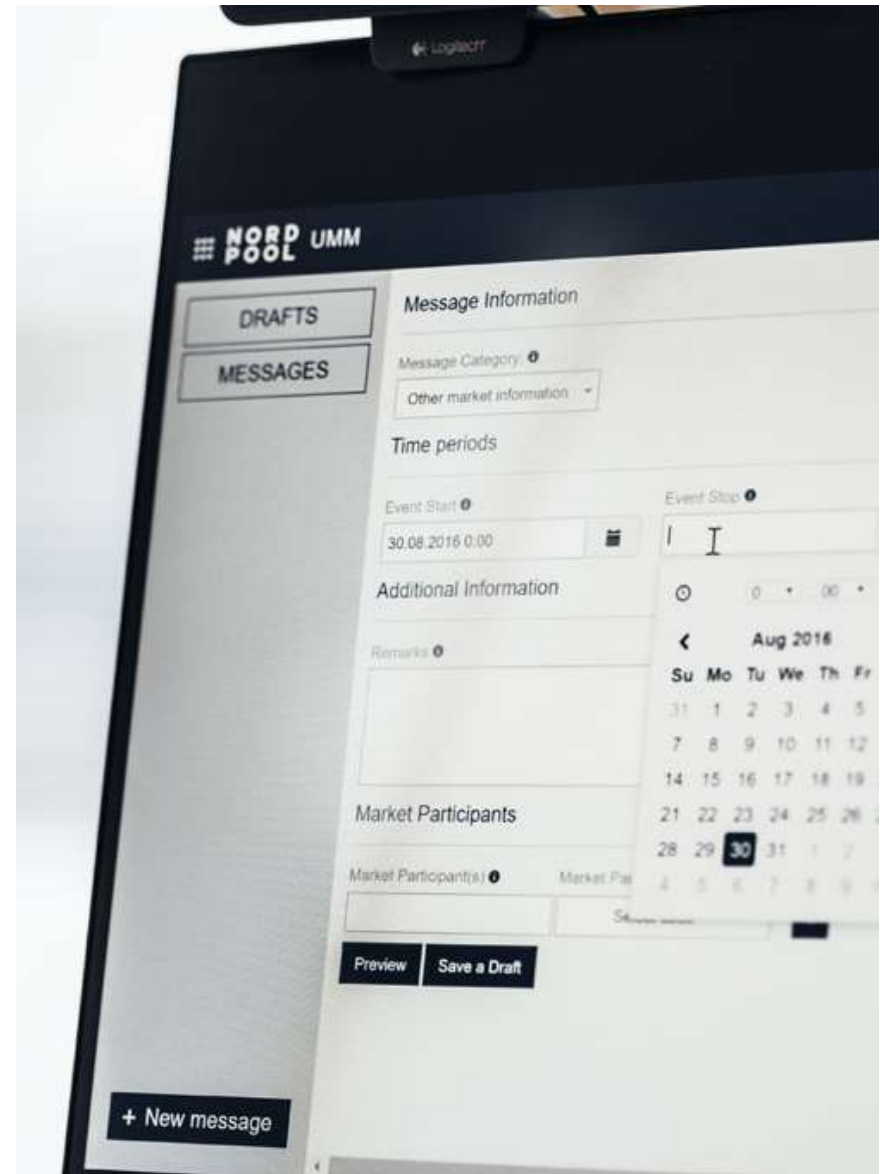 Logitech
NORD POOL UMM
DRAFTS
MESSAGES
Message Information
Message Category
Other market information
Time periods
Event Start
30.08.2016 0:00
Event Stop
0 00
Aug 2016
Su Mo Tu We Th Fr
31 1 2 3 4 5
7 8 9 10 11 12
14 15 16 17 18 19
21 22 23 24 25 26
28 29 30 31 1 2
4 5 6 7 8 9
Additional Information
Remarks
Market Participants
Market Participant(s)
Market
Preview Save a Draft
+ New message